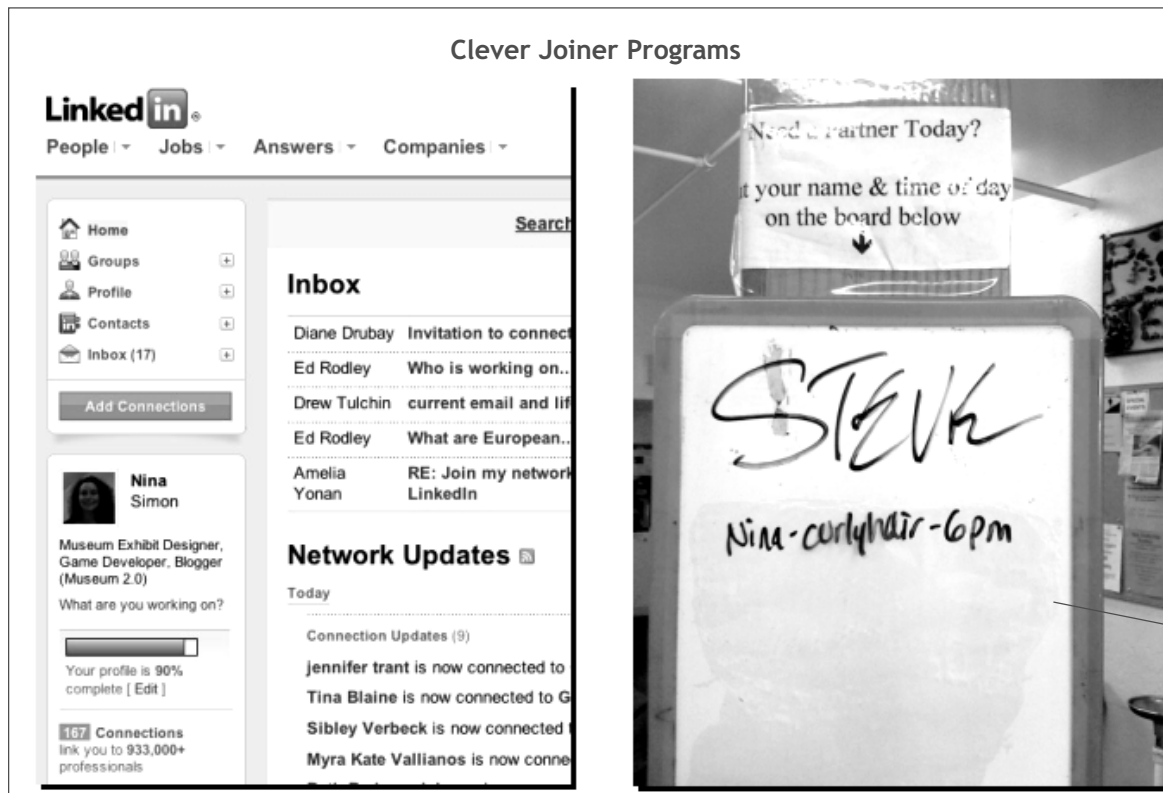 Clever Joiner Programs
Linked in ®
People Jobs Answers Companies
Home
Groups
Profile
Contacts
Inbox (17)
Add Connections
Nina
Simon
Museum Exhibit Designer,
Game Developer, Blogger
(Museum 2.0)
What are you working on?
Your profile is 90%
complete [ Edit ]
167 Connections
link you to 933,000+
professionals
Search
Inbox
Diane Drubay Invitation to connect
Ed Rodley Who is working on..
Drew Tulchin current email and lif
Ed Rodley What are European..
Amelia RE: Join my network
Yonan LinkedIn
Network Updates
Today
Connection Updates (9)
jennifer trant is now connected to
Tina Blaine is now connected to G
Sibley Verbeck is now connected
Myra Kate Vallianos is now conne
Need a Partner Today?
t your name & time of day
on the board below
STEVE
Nina-curlyhair-6pm